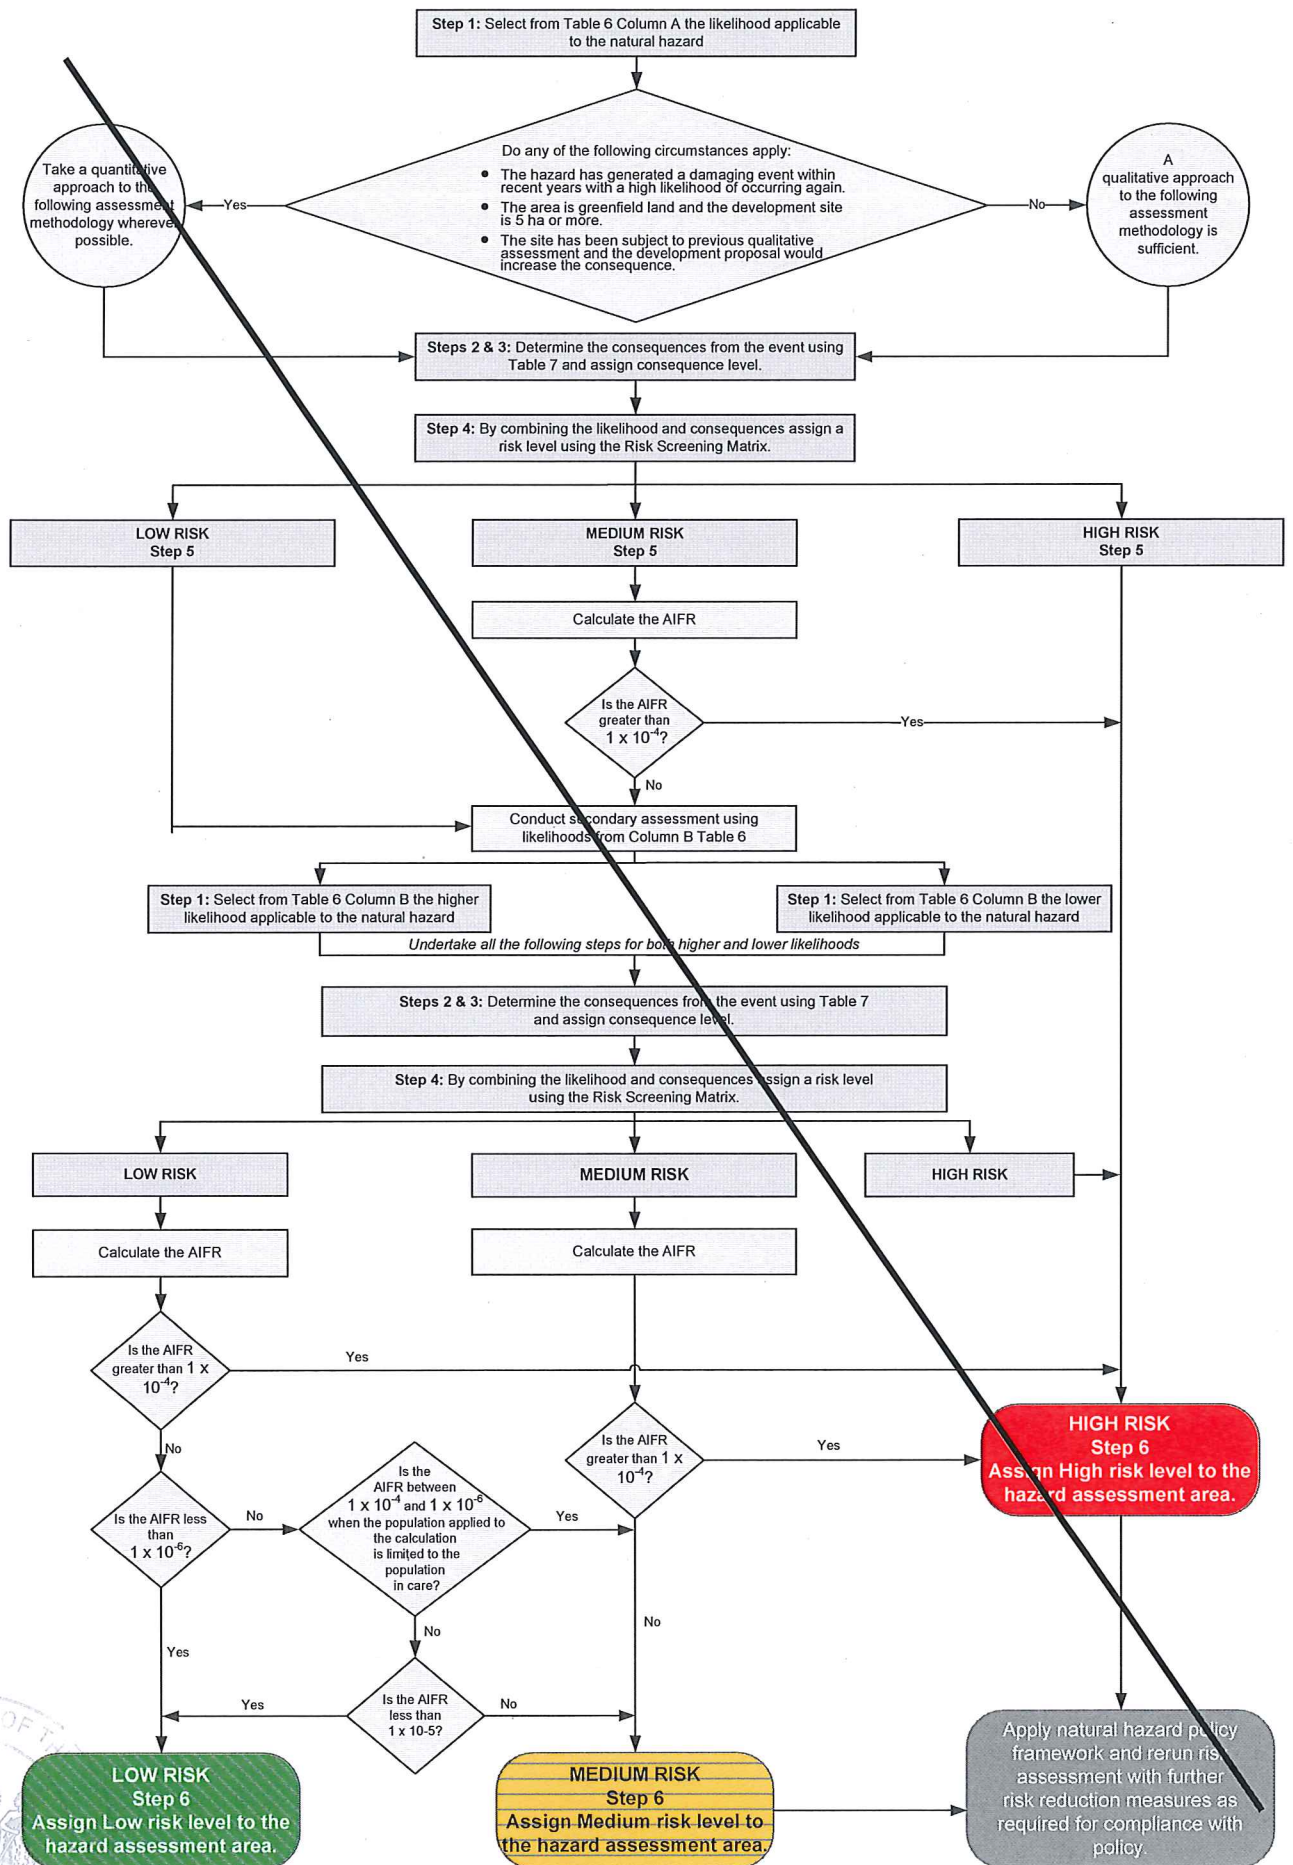 Step 1: Select from Table 6 Column A the likelihood applicable
to the natural hazard
Do any of the following circumstances apply:
• The hazard has generated a damaging event within
recent years with a high likelihood of occurring again.
• The area is greenfield land and the development site
is 5 ha or more.
• The site has been subject to previous qualitative
assessment and the development proposal would
increase the consequence.
Yes
No
Take a quantitative
approach to the
following assessment
methodology wherever
possible.
A
qualitative approach
to the following
assessment
methodology is
sufficient.
Steps 2 & 3: Determine the consequences from the event using
Table 7 and assign consequence level.
Step 4: By combining the likelihood and consequences assign a
risk level using the Risk Screening Matrix.
LOW RISK
Step 5
MEDIUM RISK
Step 5
HIGH RISK
Step 5
Calculate the AIFR
Is the AIFR
greater than
1 x 10⁻⁴?
Yes
No
Conduct secondary assessment using
likelihoods from Column B Table 6
Step 1: Select from Table 6 Column B the higher
likelihood applicable to the natural hazard
Step 1: Select from Table 6 Column B the lower
likelihood applicable to the natural hazard
Undertake all the following steps for both higher and lower likelihoods
Steps 2 & 3: Determine the consequences from the event using Table 7
and assign consequence level.
Step 4: By combining the likelihood and consequences assign a risk level
using the Risk Screening Matrix.
LOW RISK
MEDIUM RISK
HIGH RISK
Calculate the AIFR
Calculate the AIFR
Is the AIFR
greater than 1 x
10⁻⁴?
Yes
No
Is the AIFR
greater than 1 x
10⁻⁴?
Yes
HIGH RISK
Step 6
Assign High risk level to the
hazard assessment area.
Is the AIFR less
than
1 x 10⁻⁶?
No
Is the
AIFR between
1 x 10⁻⁴ and 1 x 10⁻⁶
when the population applied to
the calculation
is limited to the
population
in care?
Yes
No
No
Yes
Is the AIFR
less than
1 x 10-5?
Yes
No
LOW RISK
Step 6
Assign Low risk level to the
hazard assessment area.
MEDIUM RISK
Step 6
Assign Medium risk level to
the hazard assessment area.
Apply natural hazard policy
framework and rerun risk
assessment with further
risk reduction measures as
required for compliance with
policy.
OF TH